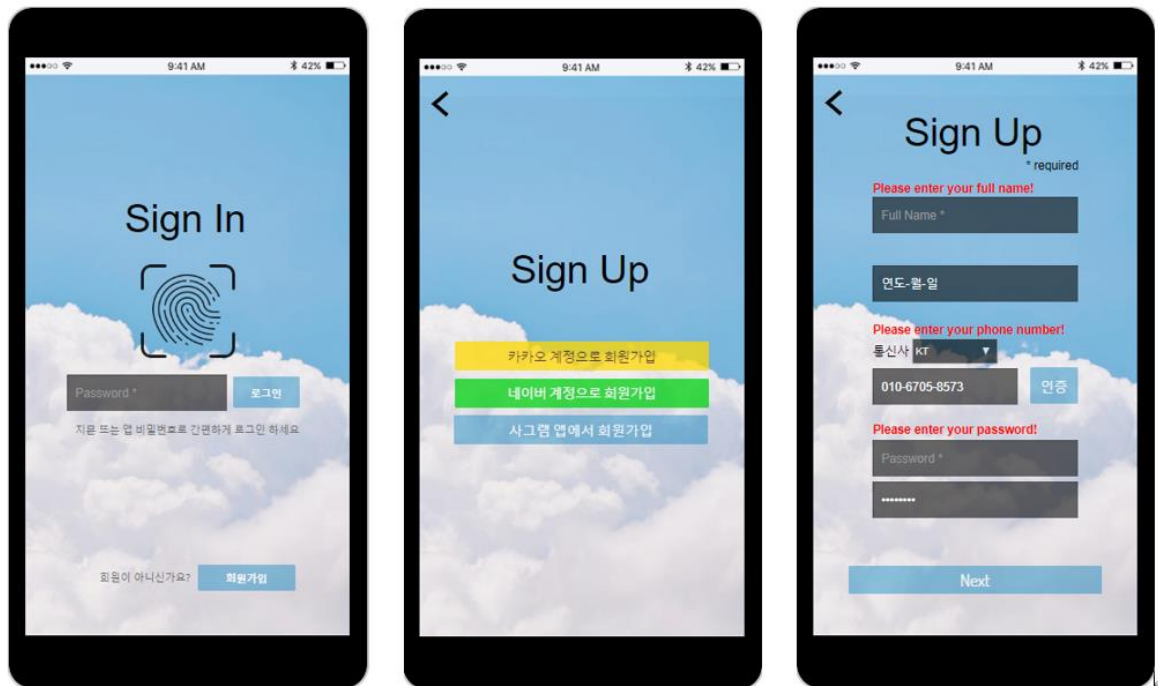 9:41 AM
42%
Sign In
Password *
로그인
지문 또는 앱 비밀번호로 간편하게 로그인 하세요
회원이 아니신가요?
회원가입
9:41 AM
42%
Sign Up
카카오 계정으로 회원가입
네이버 계정으로 회원가입
사그램 앱에서 회원가입
9:41 AM
42%
Sign Up
* required
Please enter your full name!
Full Name *
연도-월-일
Please enter your phone number!
통신사 KT
010-6705-8573
인증
Please enter your password!
Password *
Next